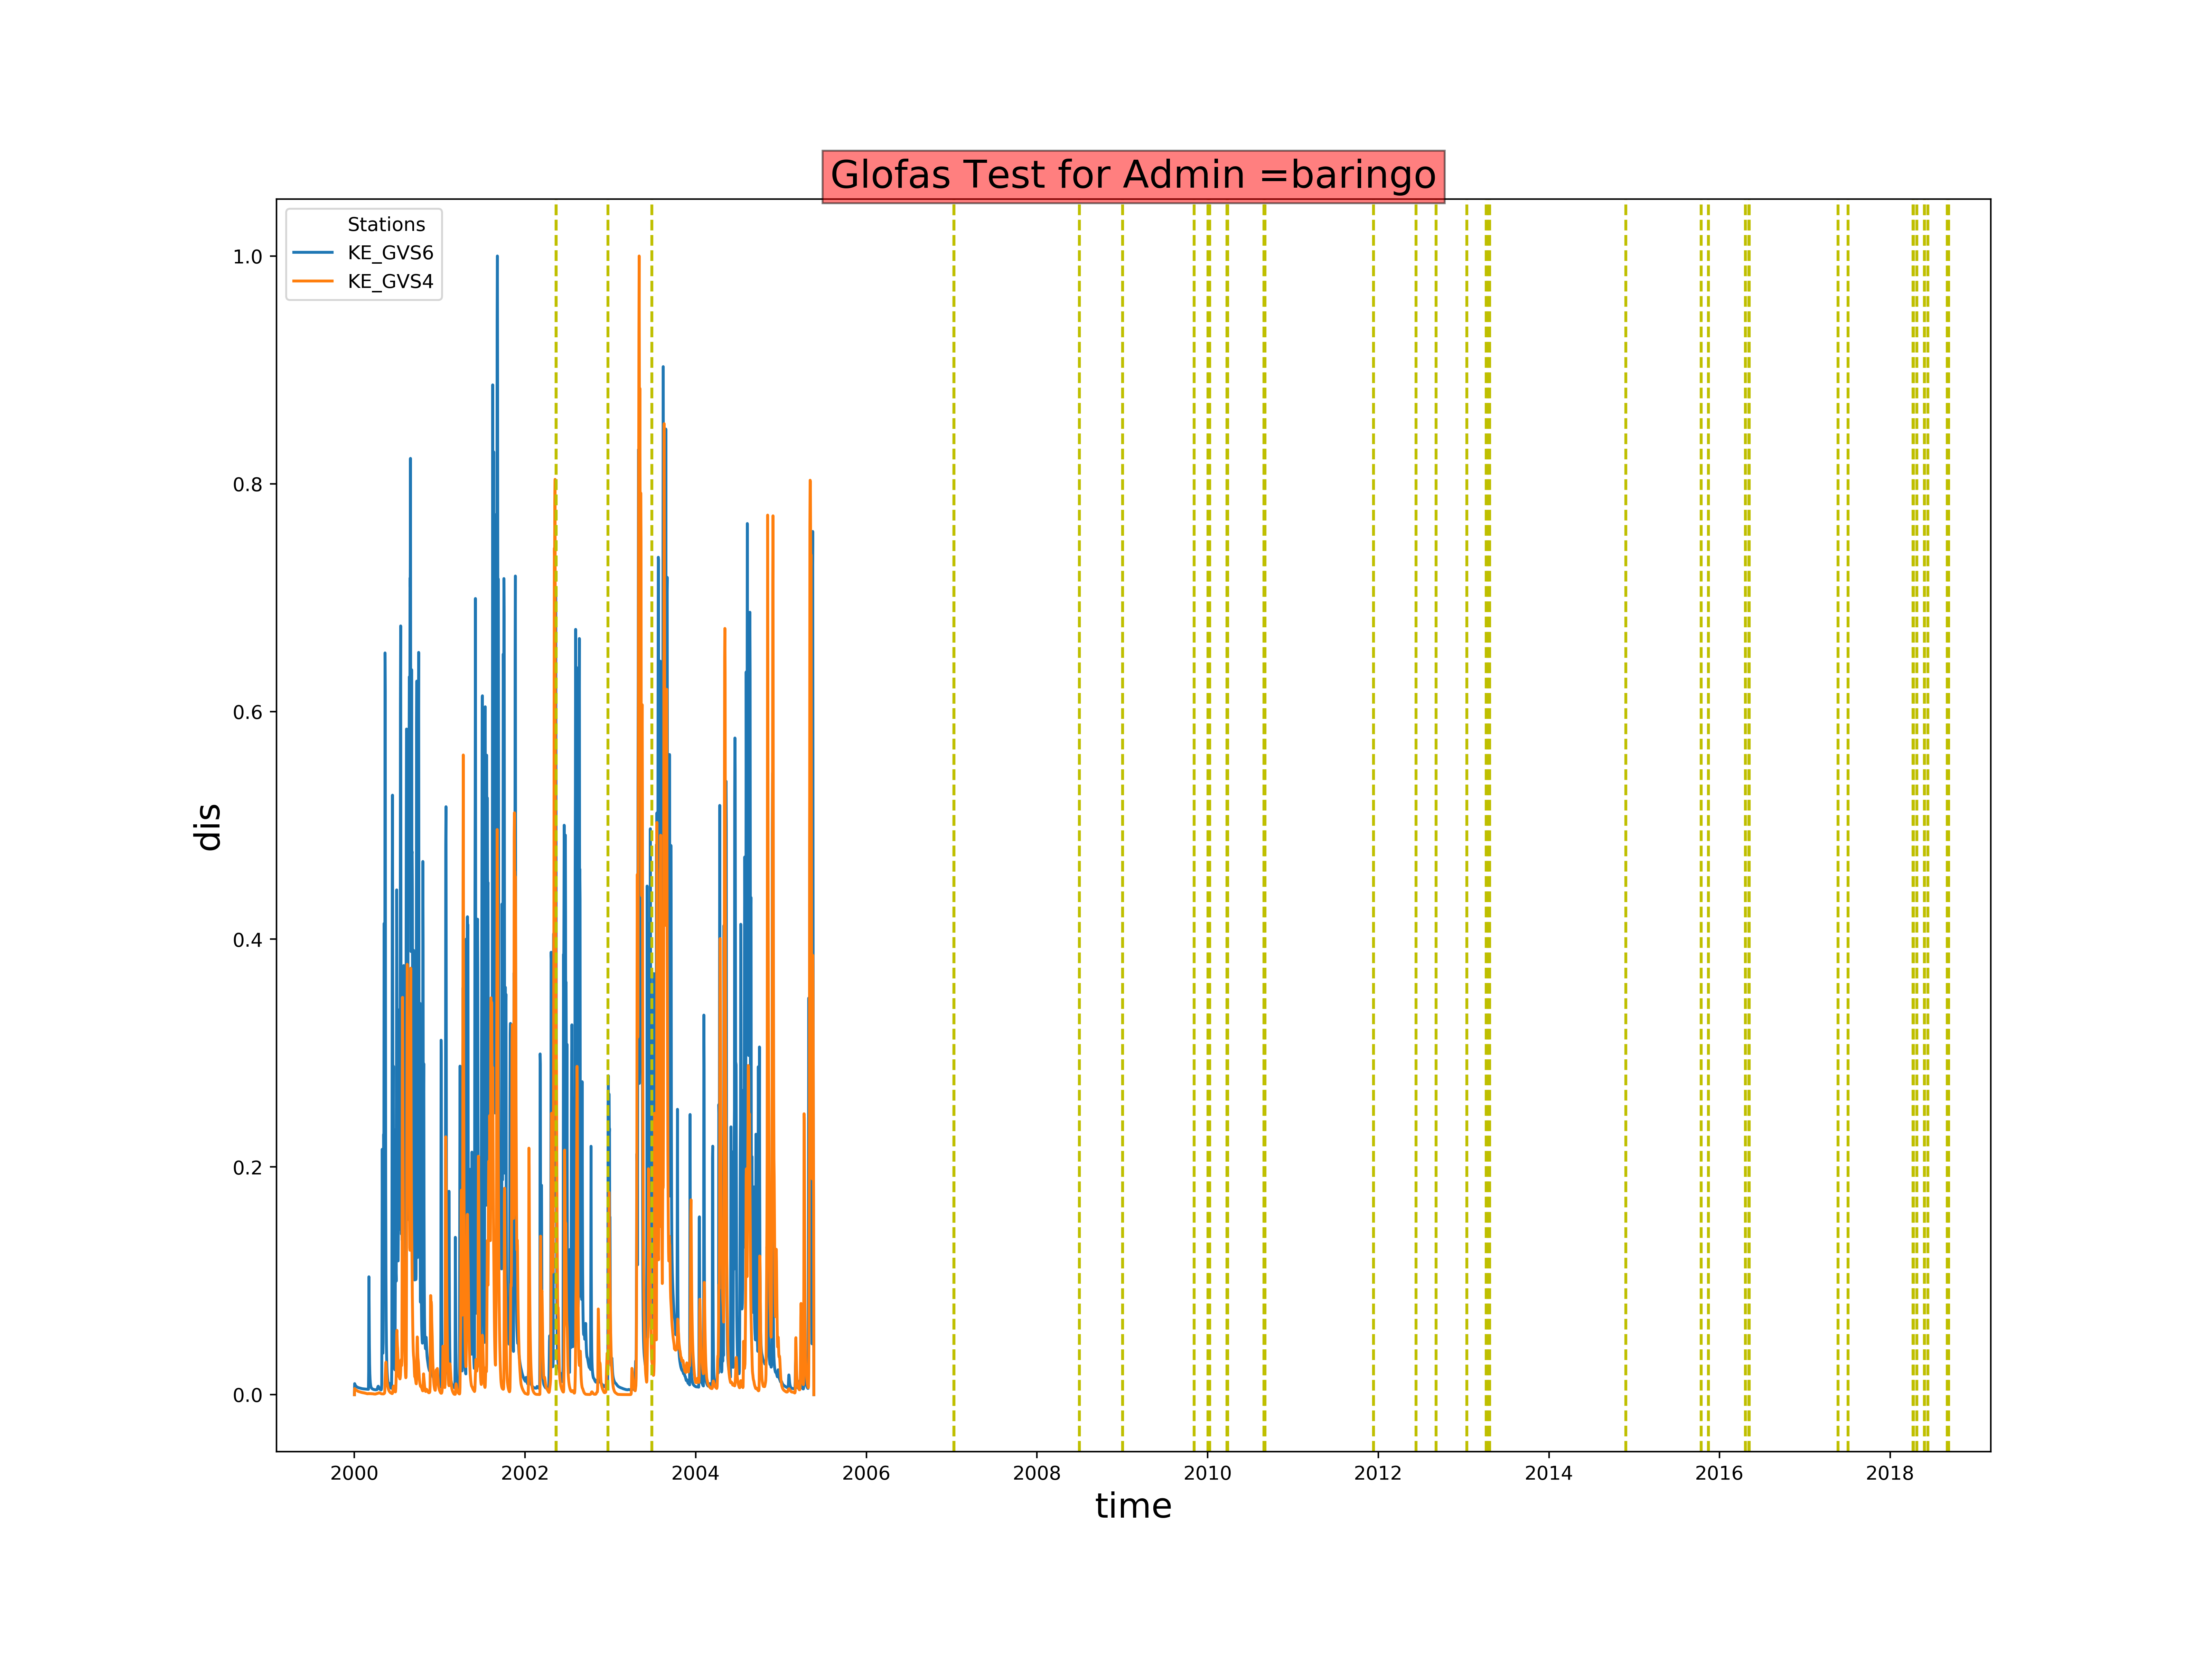 Glofas Test for Admin =baringo
Stations
KE_GVS6
KE_GVS4
1.0
0.8
0.6
0.4
0.2
0.0
dis
2000 2002 2004 2006 2008 2010 2012 2014 2016 2018
time